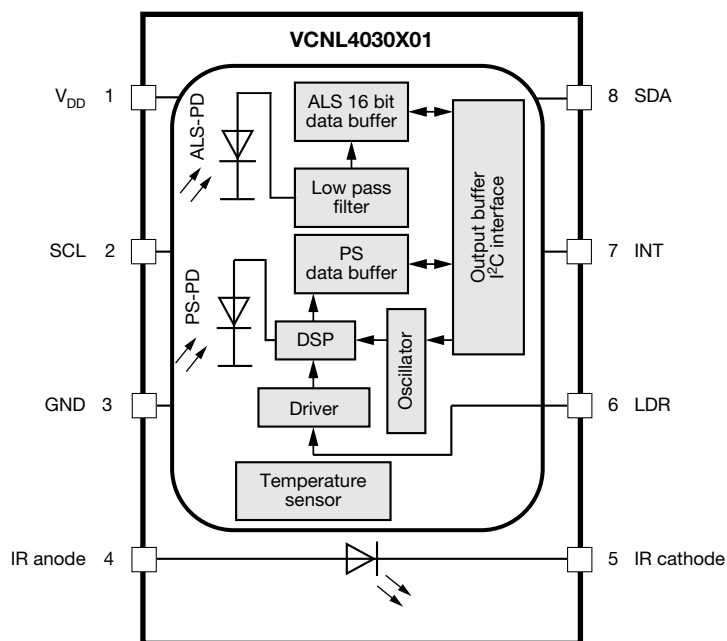 VCNL4030X01
V_DD 1
8 SDA
ALS-PD
ALS 16 bit
data buffer
Low pass
filter
Output buffer
I²C interface
SCL 2
7 INT
PS-PD
PS
data buffer
DSP
Oscillator
GND 3
6 LDR
Driver
Temperature
sensor
IR anode 4
5 IR cathode